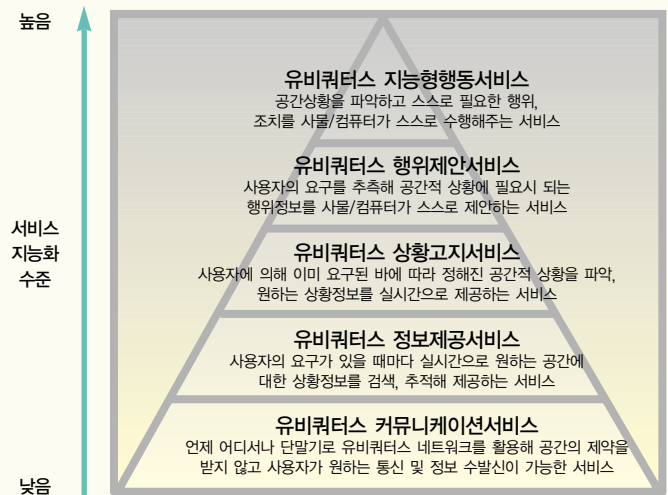 높음
유비쿼터스 지능형행동서비스
공간상황을 파악하고 스스로 필요한 행위,
조치를 사물/컴퓨터가 스스로 수행해주는 서비스
유비쿼터스 행위제안서비스
사용자의 요구를 추측해 공간적 상황에 필요시 되는
행위정보를 사물/컴퓨터가 스스로 제안하는 서비스
서비스
지능화
수준
유비쿼터스 상황고지서비스
사용자에 의해 이미 요구된 바에 따라 정해진 공간적 상황을 파악,
원하는 상황정보를 실시간으로 제공하는 서비스
유비쿼터스 정보제공서비스
사용자의 요구가 있을 때마다 실시간으로 원하는 공간에
대한 상황정보를 검색, 추적해 제공하는 서비스
유비쿼터스 커뮤니케이션서비스
언제 어디서나 단말기로 유비쿼터스 네트워크를 활용해 공간의 제약을
받지 않고 사용자가 원하는 통신 및 정보 수발신이 가능한 서비스
낮음